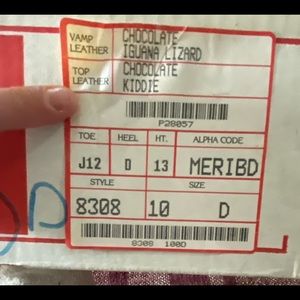 VAMP LEATHER CHOCOLATE IGUANA LIZARD
TOP LEATHER CHOCOLATE KIDDIE
P28057
TOE HEEL HT. ALPHA CODE
J12 D 13 MERIBD
STYLE SIZE
8308 10 D
8308 100D
D